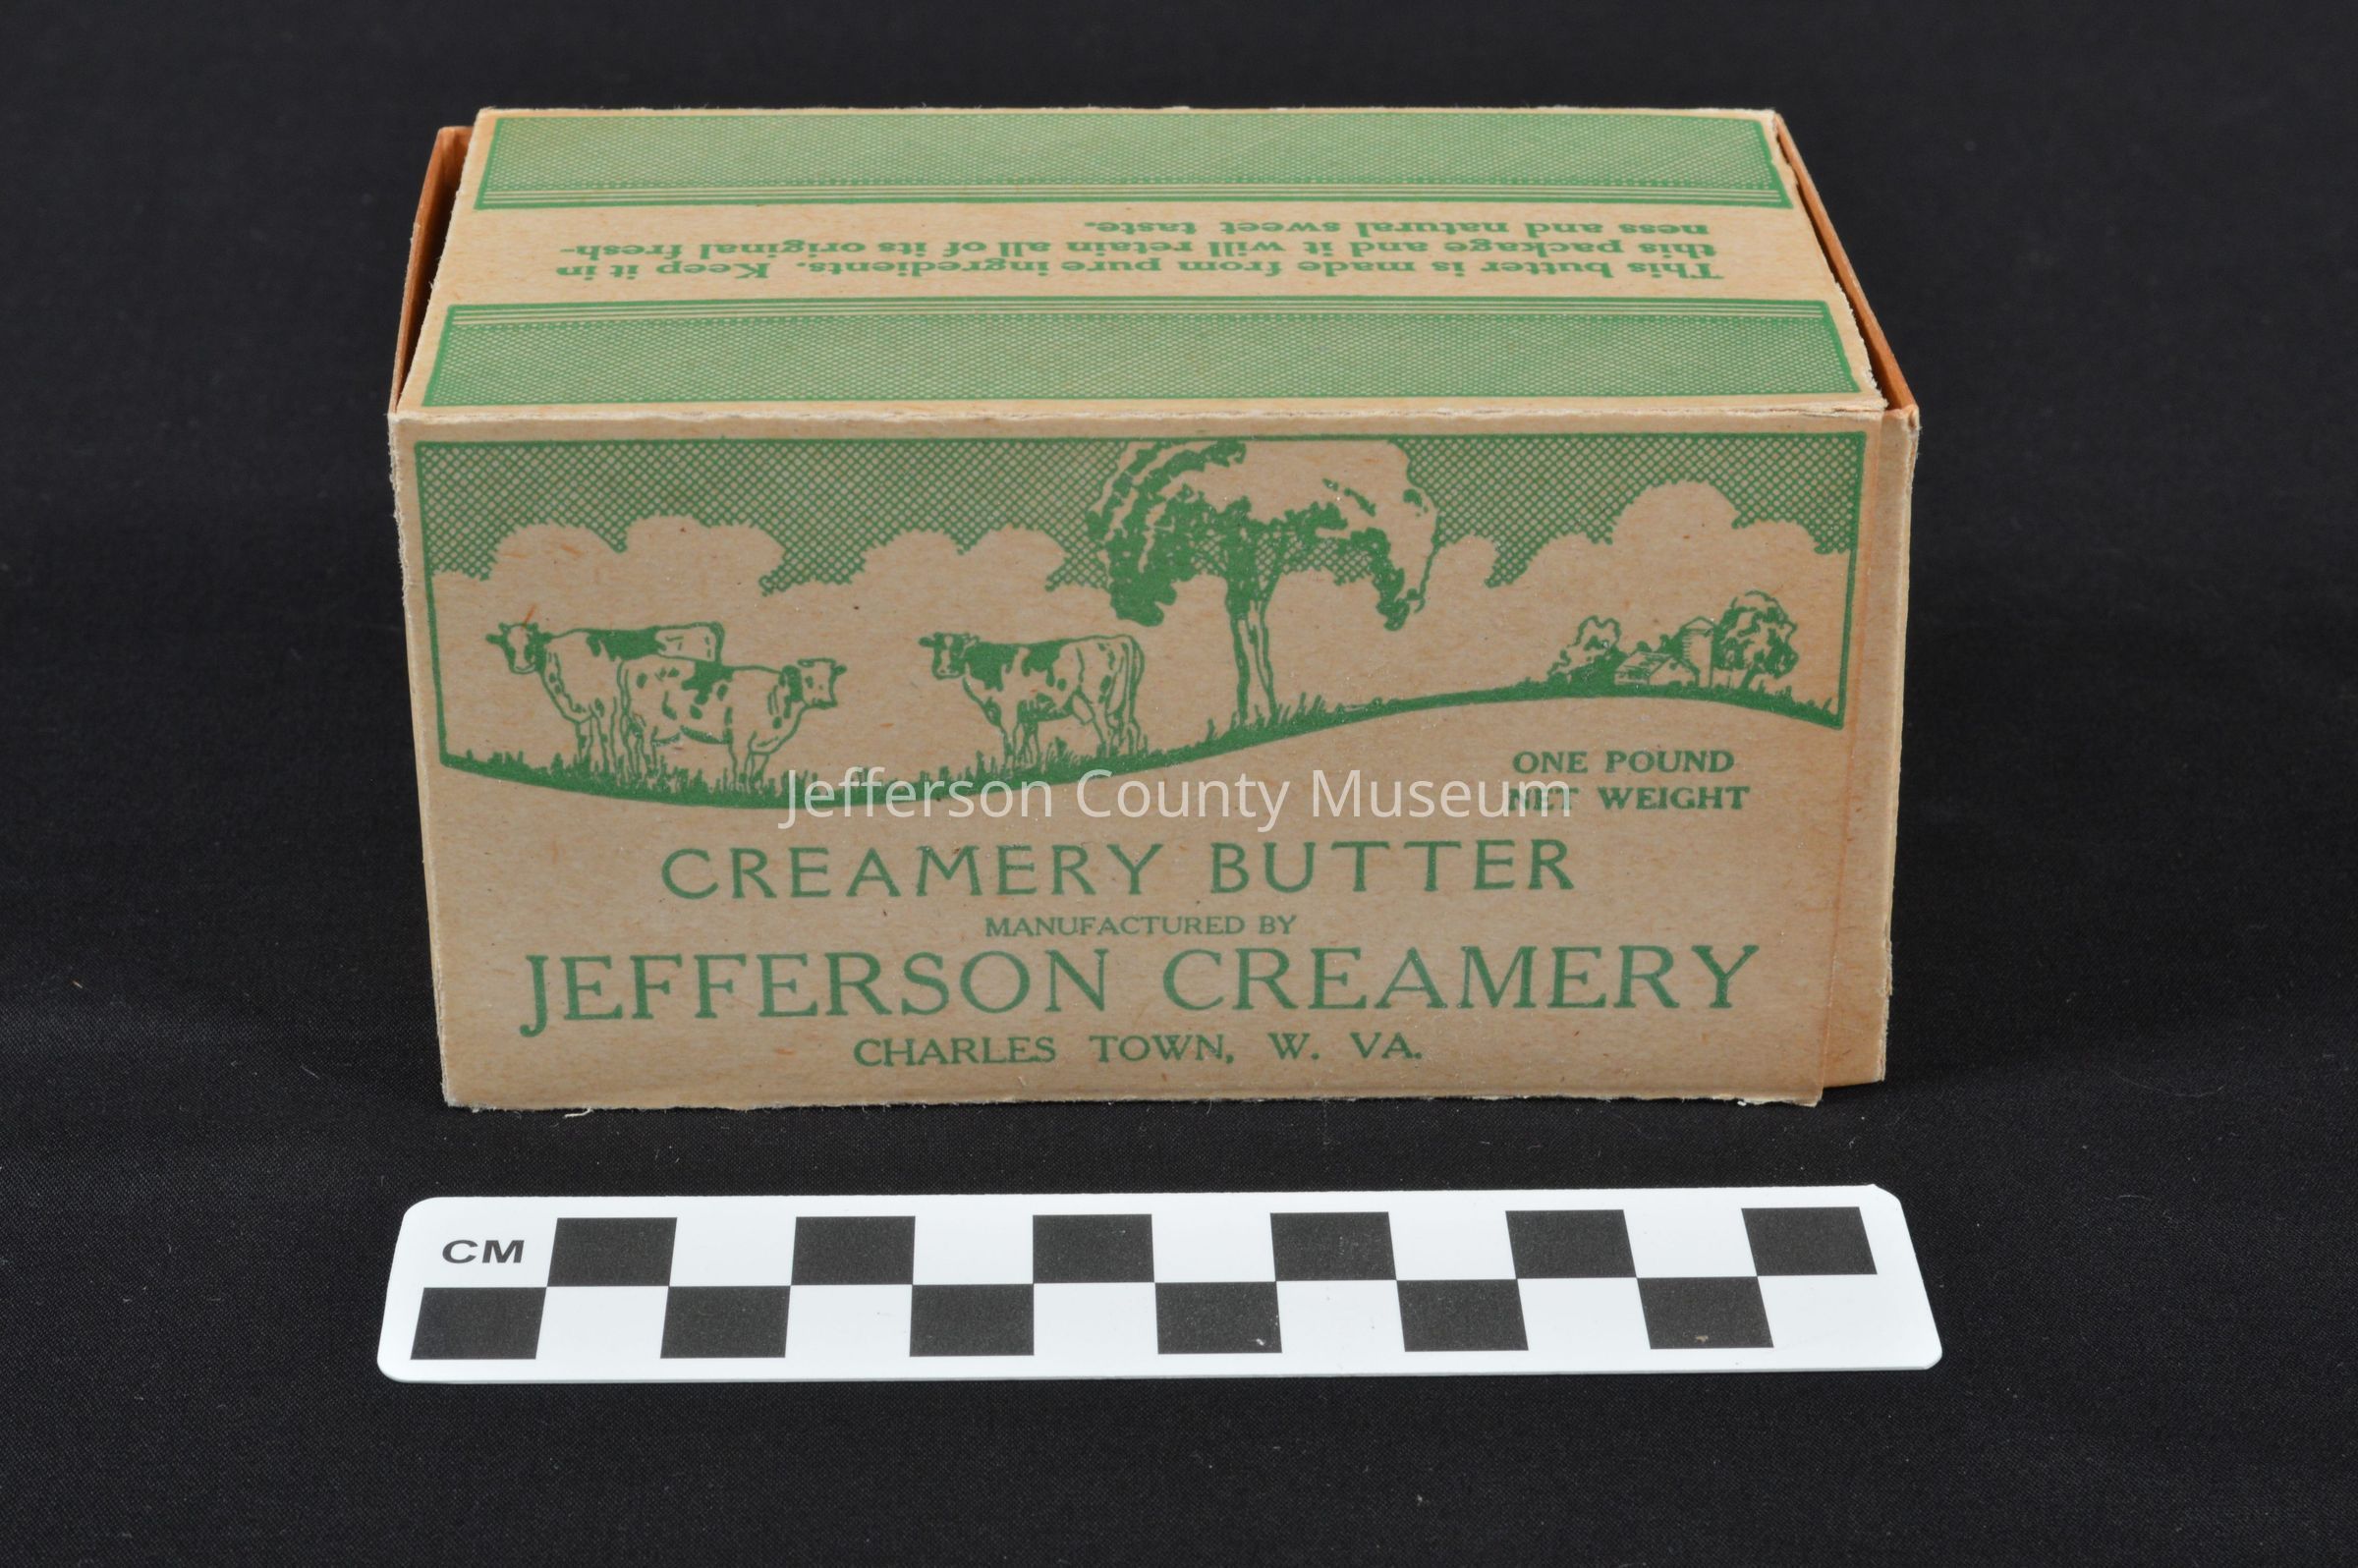 This butter is made from pure ingredients. Keep it in
this package and it will retain all of its original fresh-
ness and natural sweet taste.
ONE POUND
NET WEIGHT
Jefferson County Museum
CREAMERY BUTTER
MANUFACTURED BY
JEFFERSON CREAMERY
CHARLES TOWN, W. VA.
CM